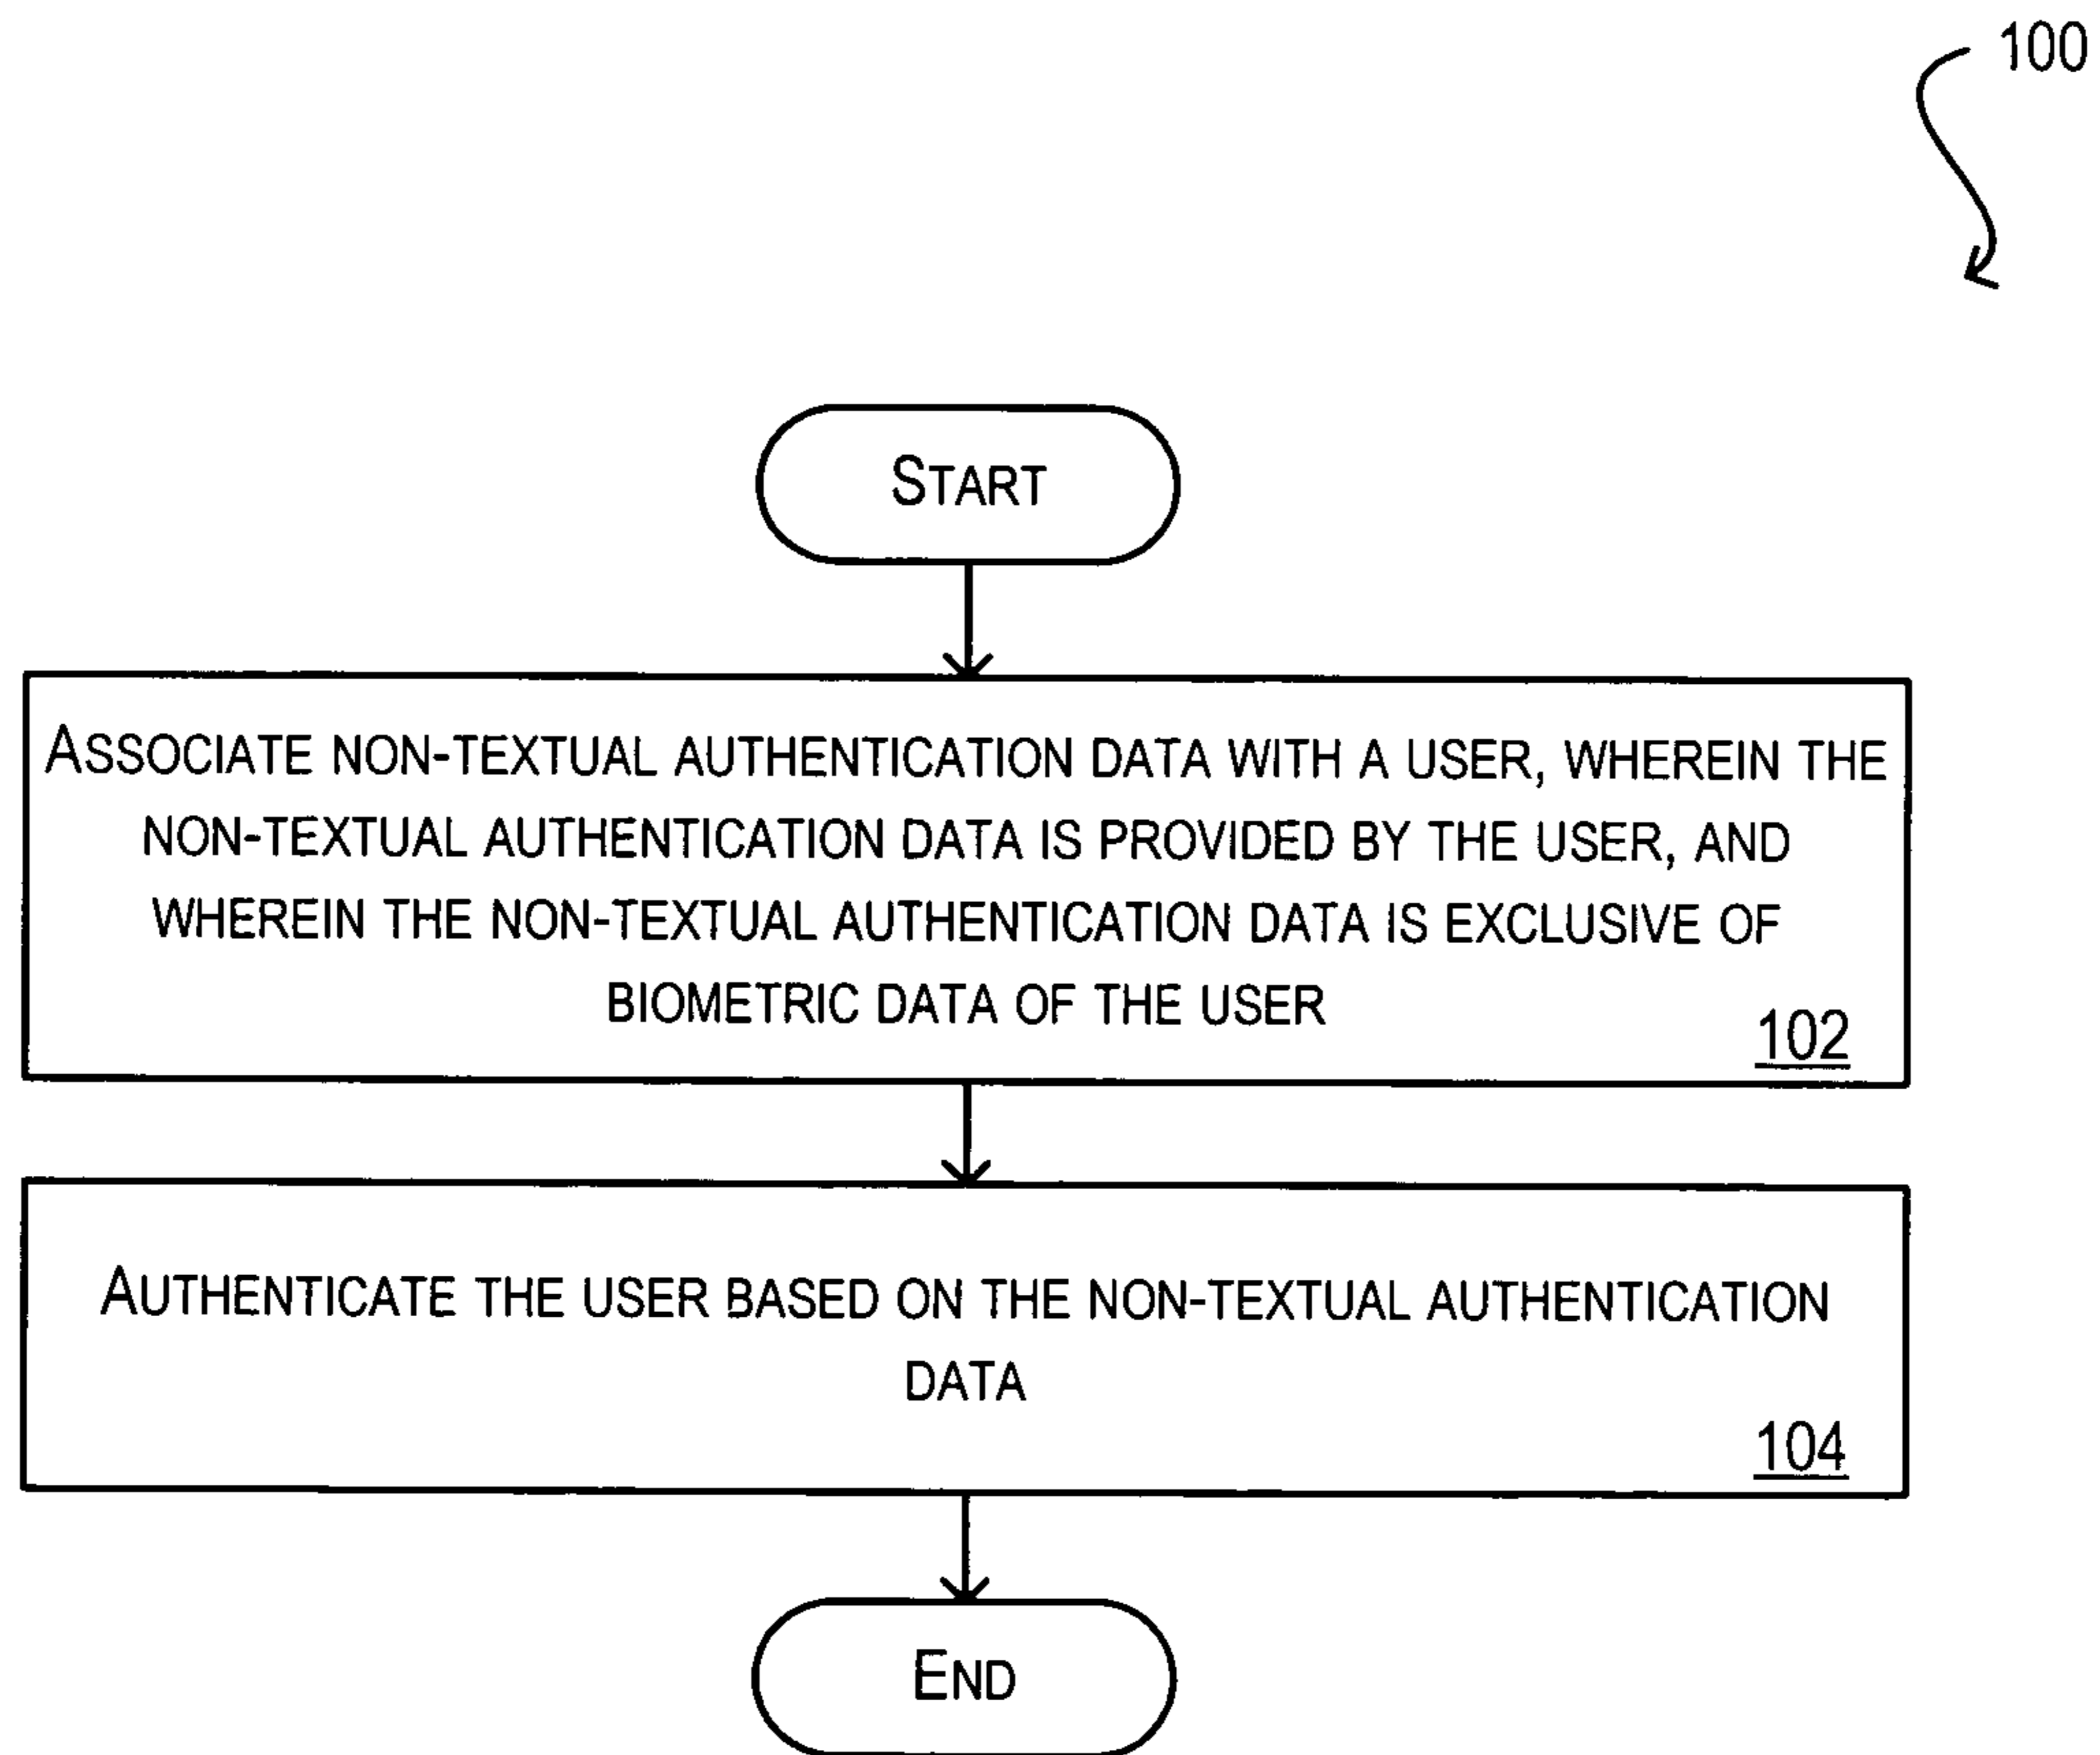 100
START
ASSOCIATE NON-TEXTUAL AUTHENTICATION DATA WITH A USER, WHEREIN THE
NON-TEXTUAL AUTHENTICATION DATA IS PROVIDED BY THE USER, AND
WHEREIN THE NON-TEXTUAL AUTHENTICATION DATA IS EXCLUSIVE OF
BIOMETRIC DATA OF THE USER
102
AUTHENTICATE THE USER BASED ON THE NON-TEXTUAL AUTHENTICATION
DATA
104
END